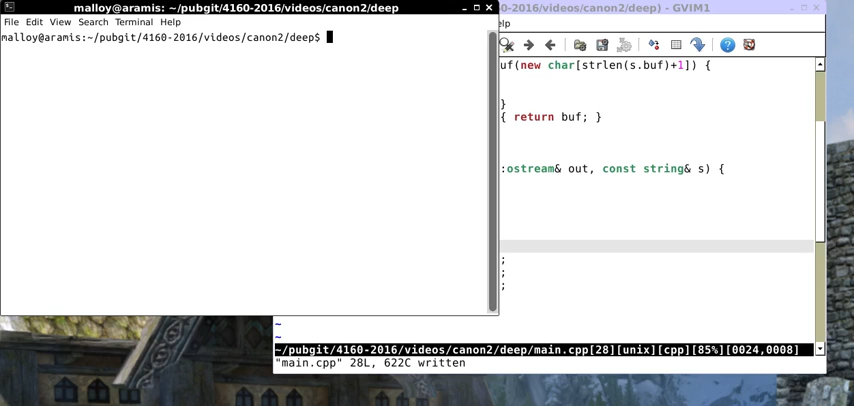 malloy@aramis: ~/pubgit/4160-2016/videos/canon2/deep
File Edit View Search Terminal Help
malloy@aramis:~/pubgit/4160-2016/videos/canon2/deep$
-2016/videos/canon2/deep) - GVIM1
elp
uf(new char[strlen(s.buf)+1]) {
}
{ return buf; }
:ostream& out, const string& s) {
;
;
;
~
~
~/pubgit/4160-2016/videos/canon2/deep/main.cpp[28][unix][cpp][85%][0024,0008]
"main.cpp" 28L, 622C written